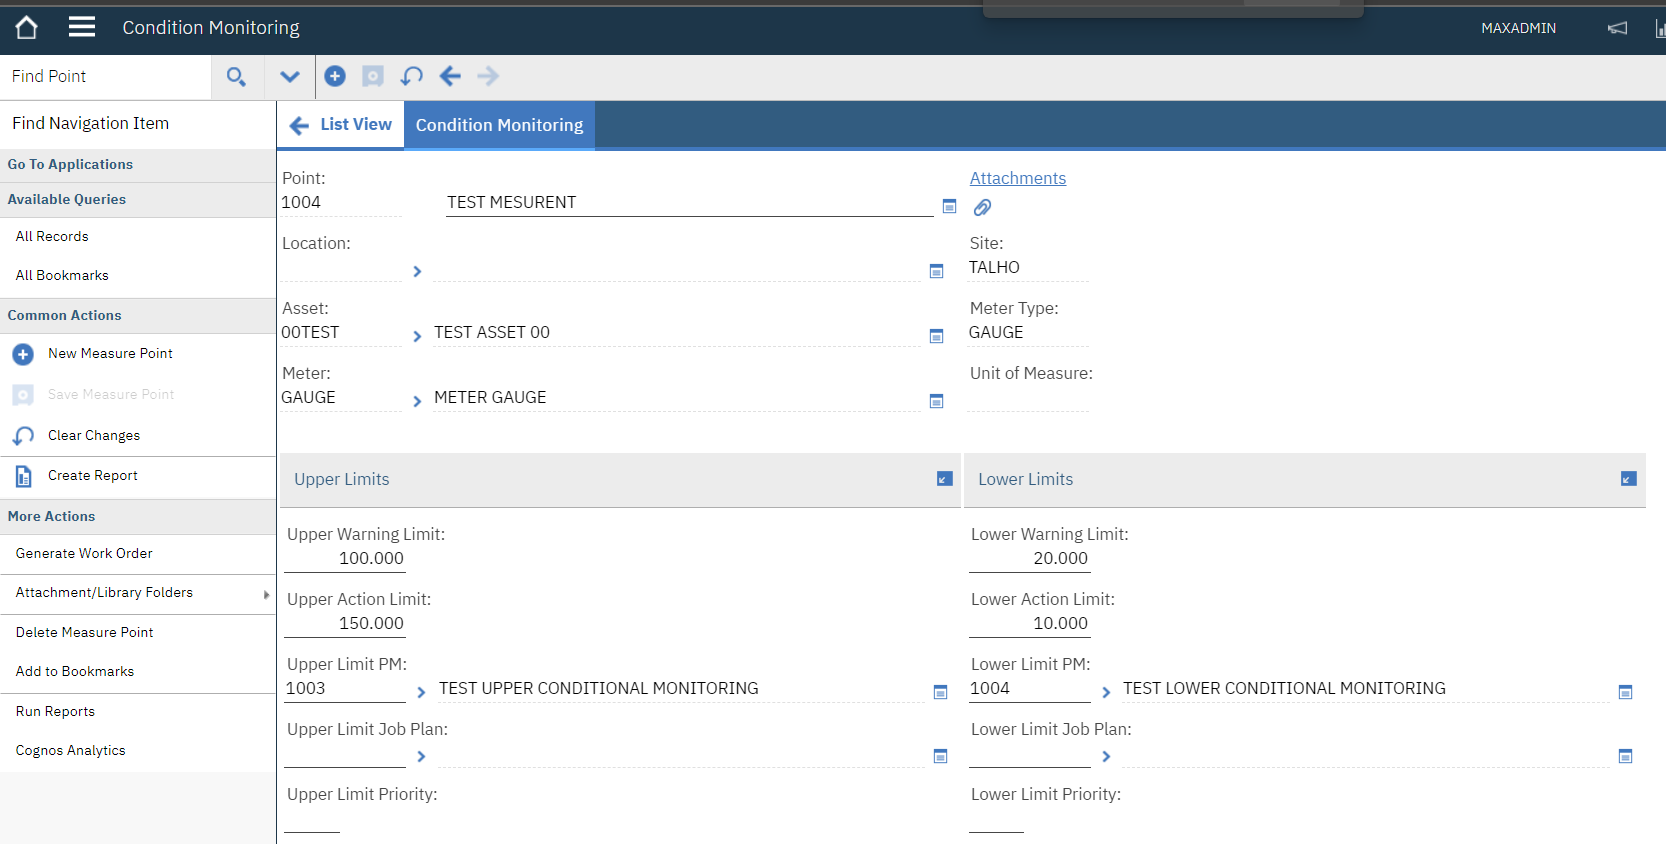 Condition Monitoring
MAXADMIN
Find Point
Find Navigation Item
Go To Applications
Available Queries
All Records
All Bookmarks
Common Actions
New Measure Point
Save Measure Point
Clear Changes
Create Report
More Actions
Generate Work Order
Attachment/Library Folders
Delete Measure Point
Add to Bookmarks
Run Reports
Cognos Analytics
List View
Condition Monitoring
Point:
1004
TEST MESURENT
Attachments
Location:
Site:
TALHO
Asset:
00TEST
TEST ASSET 00
Meter Type:
GAUGE
Meter:
GAUGE
METER GAUGE
Unit of Measure:
Upper Limits
Upper Warning Limit:
100.000
Upper Action Limit:
150.000
Upper Limit PM:
1003
TEST UPPER CONDITIONAL MONITORING
Upper Limit Job Plan:
Upper Limit Priority:
Lower Limits
Lower Warning Limit:
20.000
Lower Action Limit:
10.000
Lower Limit PM:
1004
TEST LOWER CONDITIONAL MONITORING
Lower Limit Job Plan:
Lower Limit Priority: